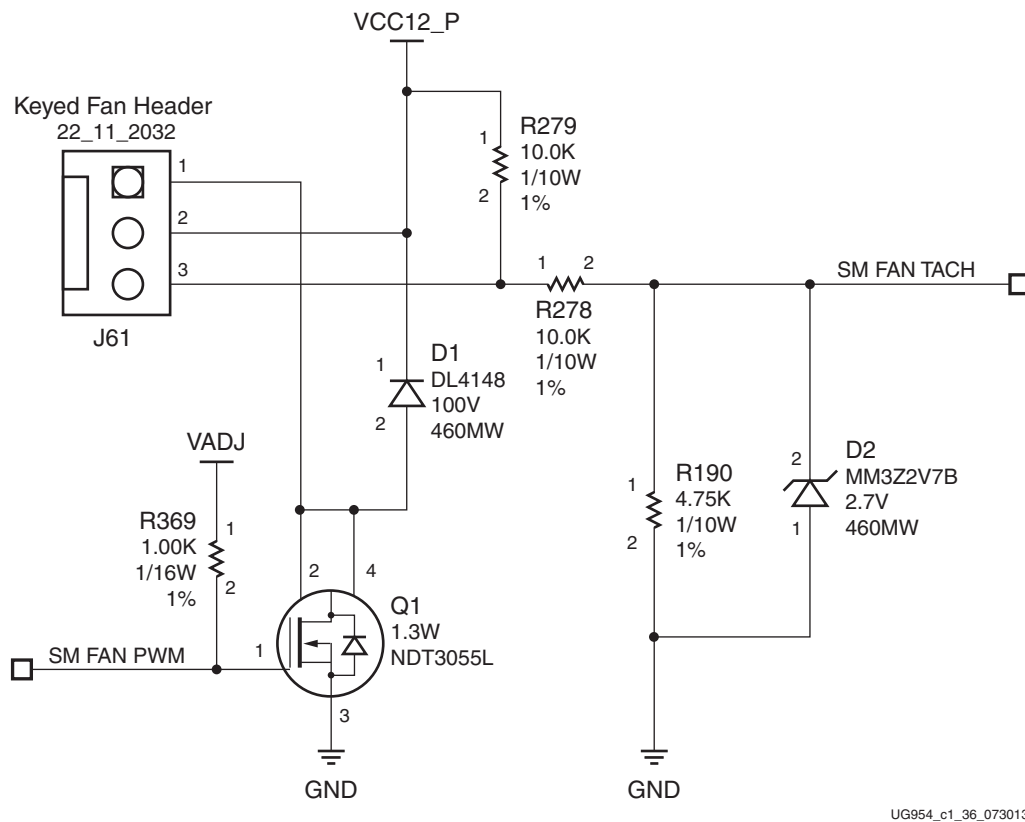 VCC12_P
Keyed Fan Header
22_11_2032
1
2
3
J61
1
2
R279
10.0K
1/10W
1%
1
2
R278
10.0K
1/10W
1%
SM FAN TACH
1
2
D1
DL4148
100V
460MW
VADJ
R369
1.00K
1/16W
1%
1
2
1
2
R190
4.75K
1/10W
1%
2
1
D2
MM3Z2V7B
2.7V
460MW
2
4
Q1
1.3W
NDT3055L
SM FAN PWM
1
3
GND
GND
UG954_c1_36_073013